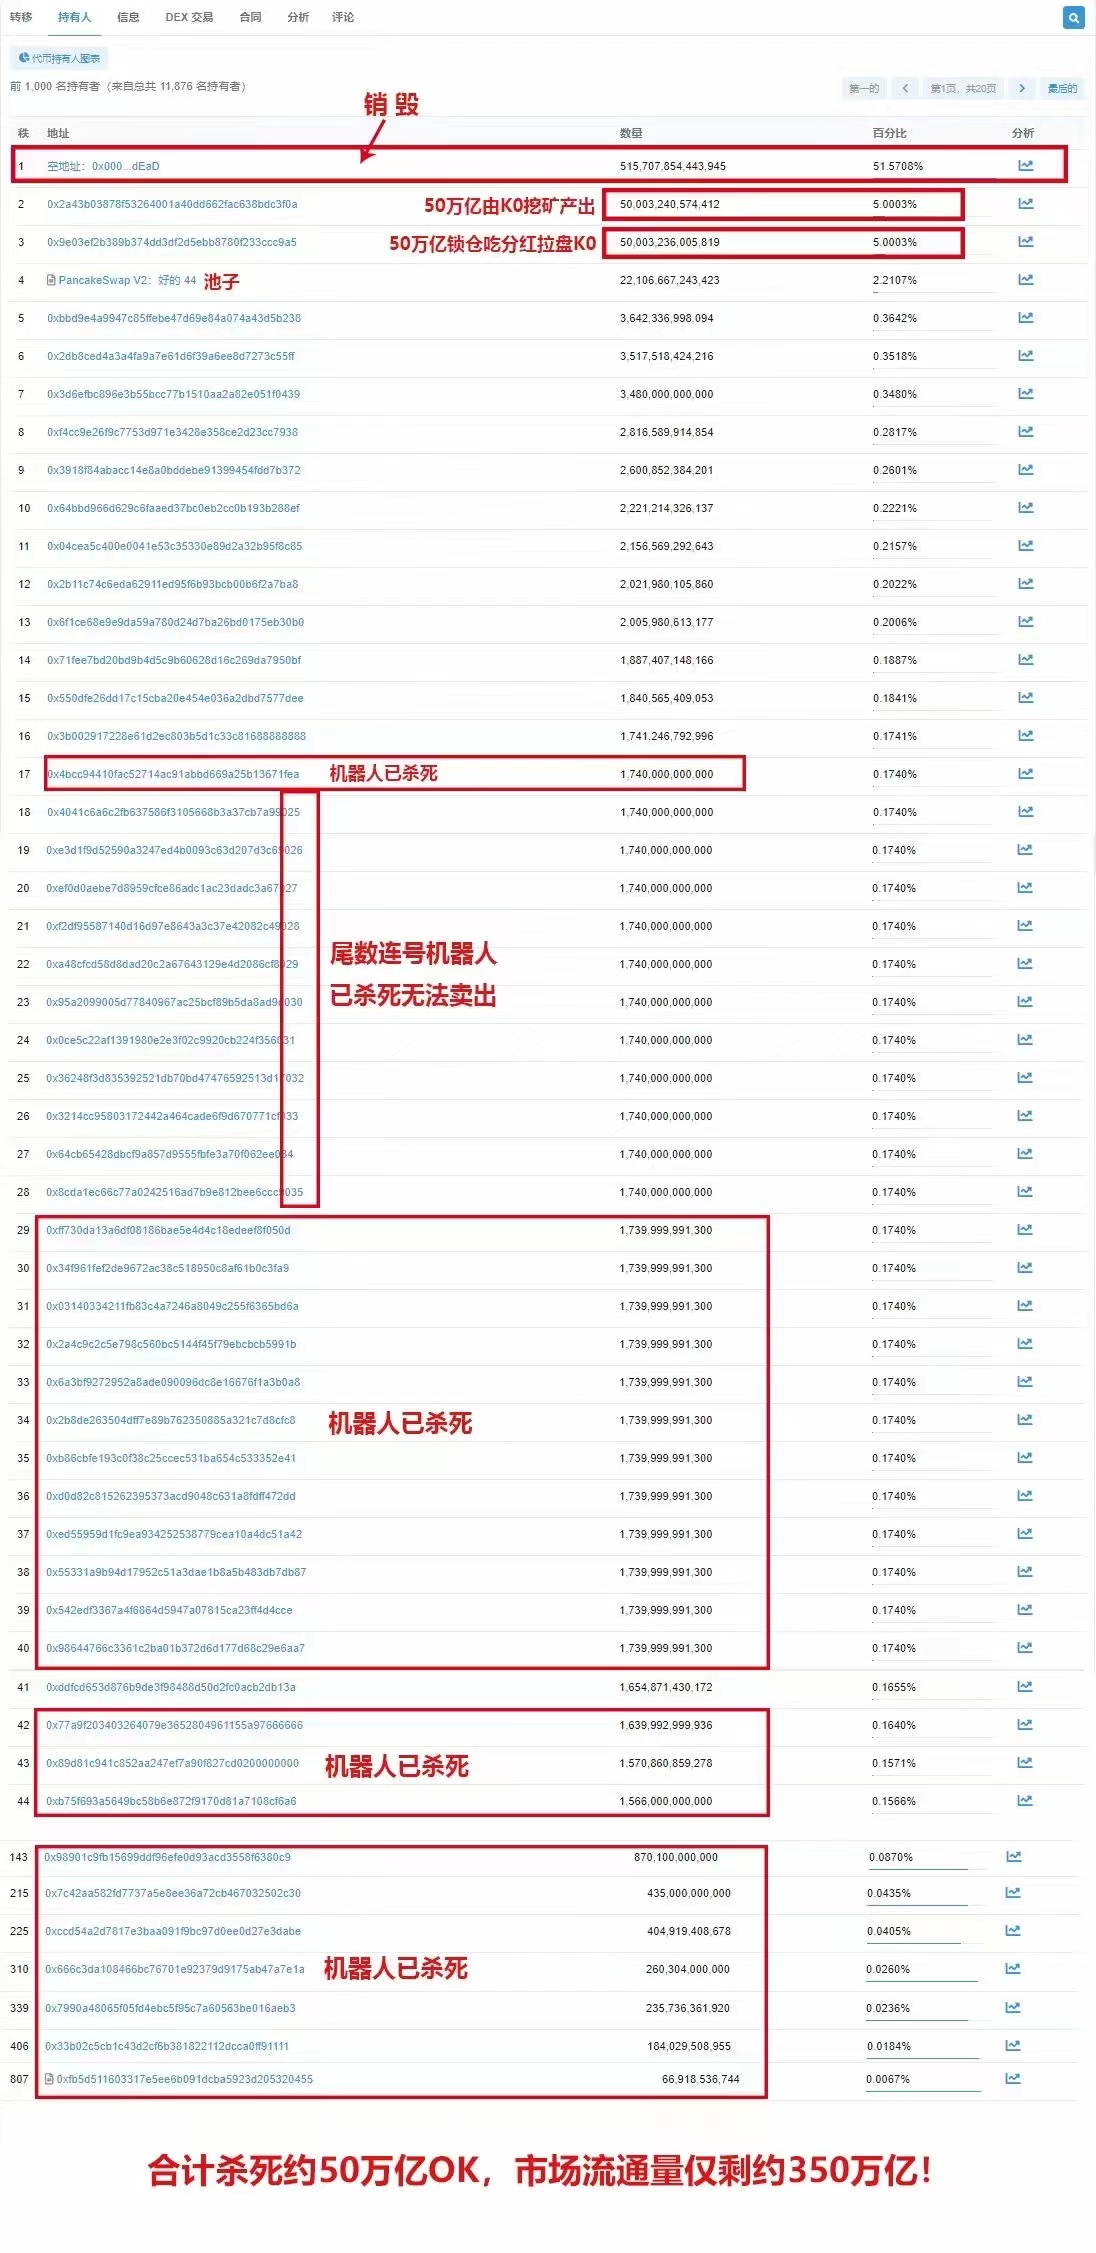 转移 持有人 信息 DEX 交易 合同 分析 评论
代币持有人图表
前 1,000 名持有者（来自总共 11,876 名持有者）
第一的 第1页，共20页 最后的
销 毁
秩 地址 数量 百分比 分析
1 空地址：0x000...dEaD 515,707,854,443,945 51.5708%
2 0x2a43b03878f53264001a40dd662fac638bdc3f0a 50万亿由K0挖矿产出 50,003,240,574,412 5.0003%
3 0x9e03ef2b389b374dd3df2d5ebb8780f233ccc9a5 50万亿锁仓吃分红拉盘K0 50,003,236,005,819 5.0003%
4 PancakeSwap V2：好的 44 池子 22,106,667,243,423 2.2107%
5 0xbbd9e4a9947c85ffebe47d69e84a074a43d5b238 3,642,336,998,094 0.3642%
6 0x2db8ced4a3a4fa9a7e61d6f39a6ee8d7273c55ff 3,517,518,424,216 0.3518%
7 0x3d6efbc896e3b55bcc77b1510aa2a82e051f0439 3,480,000,000,000 0.3480%
8 0xf4cc9e26f9c7753d971e3428e358ce2d23cc7938 2,816,589,914,854 0.2817%
9 0x3918f84abacc14e8a0bddebe91399454fdd7b372 2,600,852,384,201 0.2601%
10 0x64bbd966d629c6faaed37bc0eb2cc0b193b288ef 2,221,214,326,137 0.2221%
11 0x04cea5c400e0041e53c35330e89d2a32b95f8c85 2,156,569,292,643 0.2157%
12 0x2b11c74c6eda62911ed95f6b93bcb00b6f2a7ba8 2,021,980,105,860 0.2022%
13 0x6f1ce68e9e9da59a780d24d7ba26bd0175eb30b0 2,005,980,613,177 0.2006%
14 0x71fee7bd20bd9b4d5c9b60628d16c269da7950bf 1,887,407,148,166 0.1887%
15 0x550dfe26dd17c15cba20e454e036a2dbd7577dee 1,840,565,409,053 0.1841%
16 0x3b002917228e61d2ec803b5d1c33c81688888888 1,741,246,792,996 0.1741%
17 0x4bcc94410fac52714ac91abbd669a25b13671fea 机器人已杀死 1,740,000,000,000 0.1740%
18 0x4041c6a6c2fb637586f3105668b3a37cb7a99025 1,740,000,000,000 0.1740%
19 1,740,000,000,000 0.1740%
20 1,740,000,000,000 0.1740%
21 1,740,000,000,000 0.1740%
22 1,740,000,000,000 0.1740%
尾数连号机器人
23 1,740,000,000,000 0.1740%
已杀死无法卖出
24 1,740,000,000,000 0.1740%
25 1,740,000,000,000 0.1740%
26 1,740,000,000,000 0.1740%
27 1,740,000,000,000 0.1740%
28 1,740,000,000,000 0.1740%
29 0xff730da13a6df08186bae5e4d4c18edeef8f050d 1,739,999,991,300 0.1740%
30 0x34f961fef2de9672ac38c518950c8af61b0c3fa9 1,739,999,991,300 0.1740%
31 0x03140334211fb83c4a7246a8049c255f6365bd6a 1,739,999,991,300 0.1740%
32 0x2a4c9c2c5e798c560bc5144f45f79ebcbcb5991b 1,739,999,991,300 0.1740%
33 0x6a3bf9272952a8ade090096dc8e16676f1a3b0a8 1,739,999,991,300 0.1740%
34 0x2b8de263504dff7e89b762350885a321c7d8cfc8 机器人已杀死 1,739,999,991,300 0.1740%
35 0xb86cbfe193c0f38c25ccec531ba654c533352e41 1,739,999,991,300 0.1740%
36 0xd0d82c815262395373acd9048c631a8fdff472dd 1,739,999,991,300 0.1740%
37 0xed55959d1fc9ea934252538779cea10a4dc51a42 1,739,999,991,300 0.1740%
38 0x55331a9b94d17952c51a3dae1b8a5b483db7db87 1,739,999,991,300 0.1740%
39 0x542edf3367a4f6864d5947a07815ca23ff4d4cce 1,739,999,991,300 0.1740%
40 0x98644766c3361c2ba01b372d6d177d68c29e6aa7 1,739,999,991,300 0.1740%
41 0xddfcd653d876b9de3f98488d50d2fc0acb2db13a 1,654,871,430,172 0.1655%
42 0x77a9f203403264079e3652804961155a97666666 1,639,992,999,936 0.1640%
43 0x89d81c941c852aa247ef7a90f827cd0200000000 机器人已杀死 1,570,860,859,278 0.1571%
44 0xb75f693a5649bc58b6e872f9170d81a7108cf6a6 1,566,000,000,000 0.1566%
143 0x98901c9fb15699ddf96efe0d93acd3558f6380c9 870,100,000,000 0.0870%
215 0x7c42aa582fd7737a5e8ee36a72cb467032502c30 435,000,000,000 0.0435%
225 0xccd54a2d7817e3baa091f9bc97d0ee0d27e3dabe 404,919,408,678 0.0405%
310 0x666c3da108466bc76701e92379d9175ab47a7e1a 机器人已杀死 260,304,000,000 0.0260%
339 0x7990a48065f05fd4ebc5f95c7a60563be016aeb3 235,736,361,920 0.0236%
406 0x33b02c5cb1c43d2cf6b381822112dcca0ff91111 184,029,508,955 0.0184%
807 0xfb5d511603317e5ee6b091dcba5923d205320455 66,918,536,744 0.0067%
合计杀死约50万亿OK，市场流通量仅剩约350万亿！